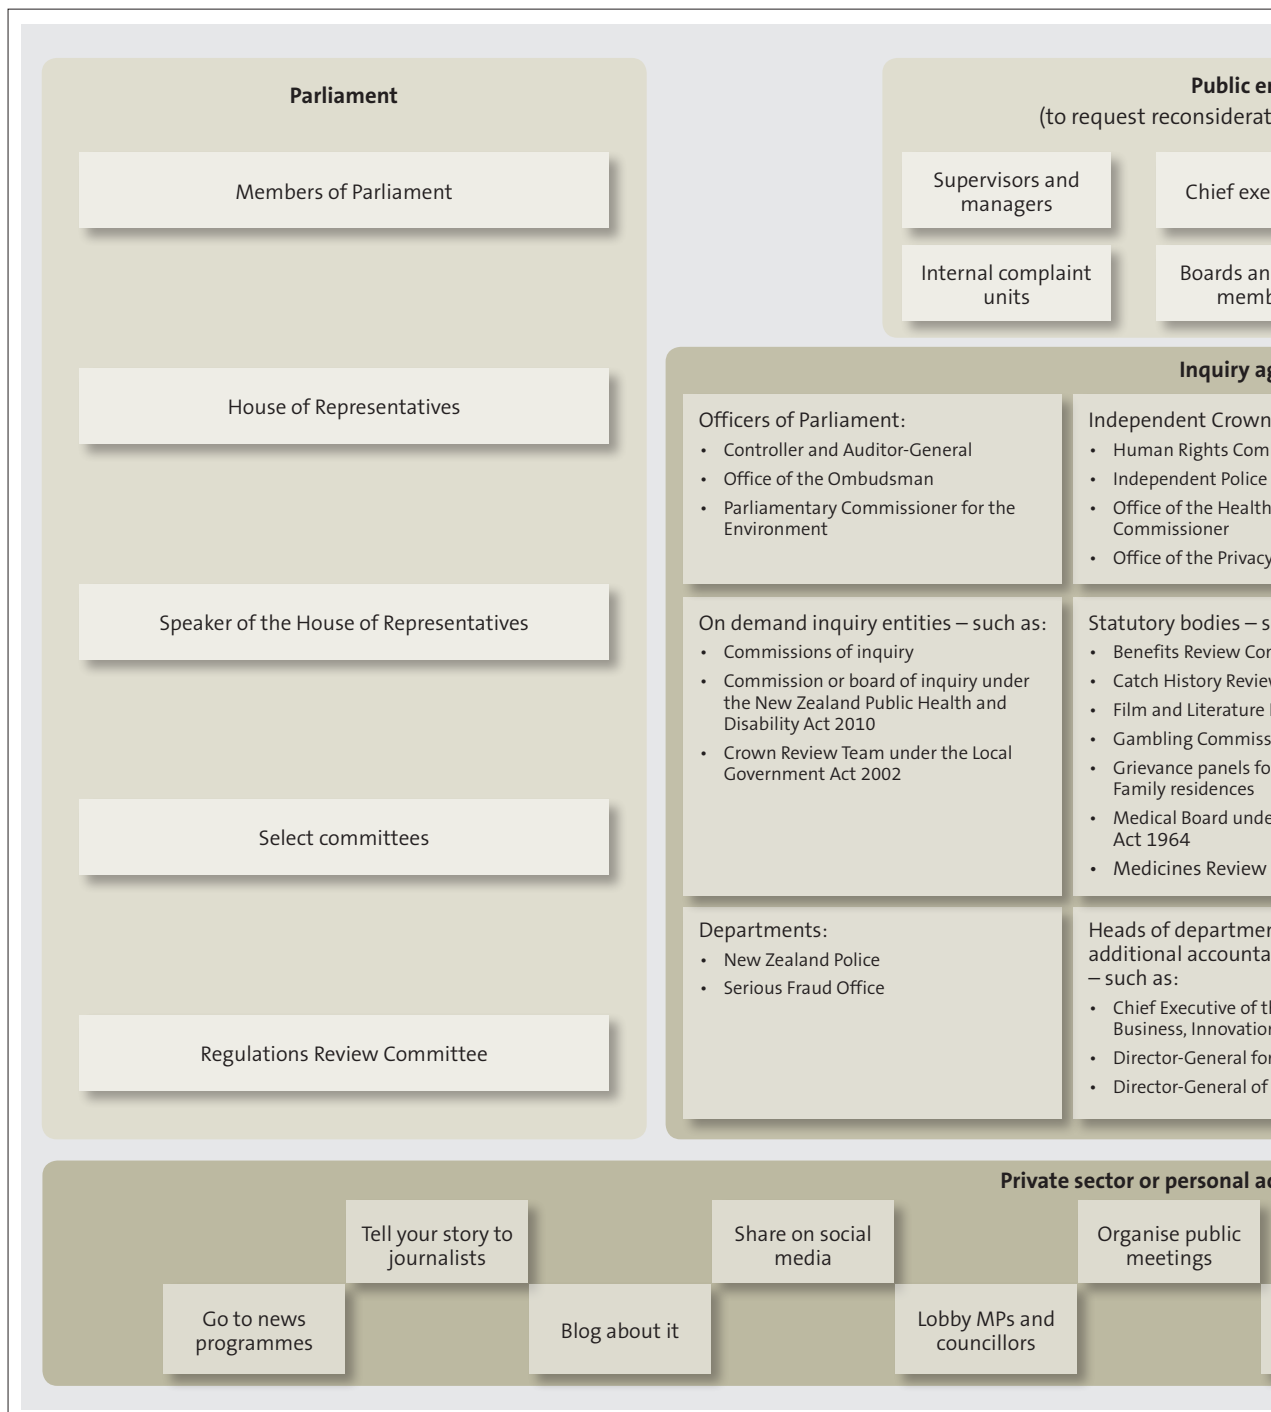 Parliament
Members of Parliament
House of Representatives
Speaker of the House of Representatives
Select committees
Regulations Review Committee
Public
(to request
Supervisors and
managers
Chief
Internal complaint
units
Boards
Inquiry
Officers of Parliament:
• Controller and Auditor-General
• Office of the Ombudsman
• Parliamentary Commissioner for the
Environment
Independent Crown
• Human Rights
• Independent Police
• Office of the Health
Commissioner
• Office of the Privacy
On demand inquiry entities – such as:
• Commissions of inquiry
• Commission or board of inquiry under
the New Zealand Public Health and
Disability Act 2010
• Crown Review Team under the Local
Government Act 2002
Statutory bodies –
• Benefits Review
• Catch History
• Film and Literature
• Gambling
• Grievance panels
Family residences
• Medical Board
Act 1964
• Medicines Review
Departments:
• New Zealand Police
• Serious Fraud Office
Heads of
additional
– such as:
• Chief Executive of
Business,
• Director-General
• Director-General of
Private sector or personal
Tell your story to
journalists
Share on social
media
Organise public
meetings
Go to news
programmes
Blog about it
Lobby MPs and
councillors